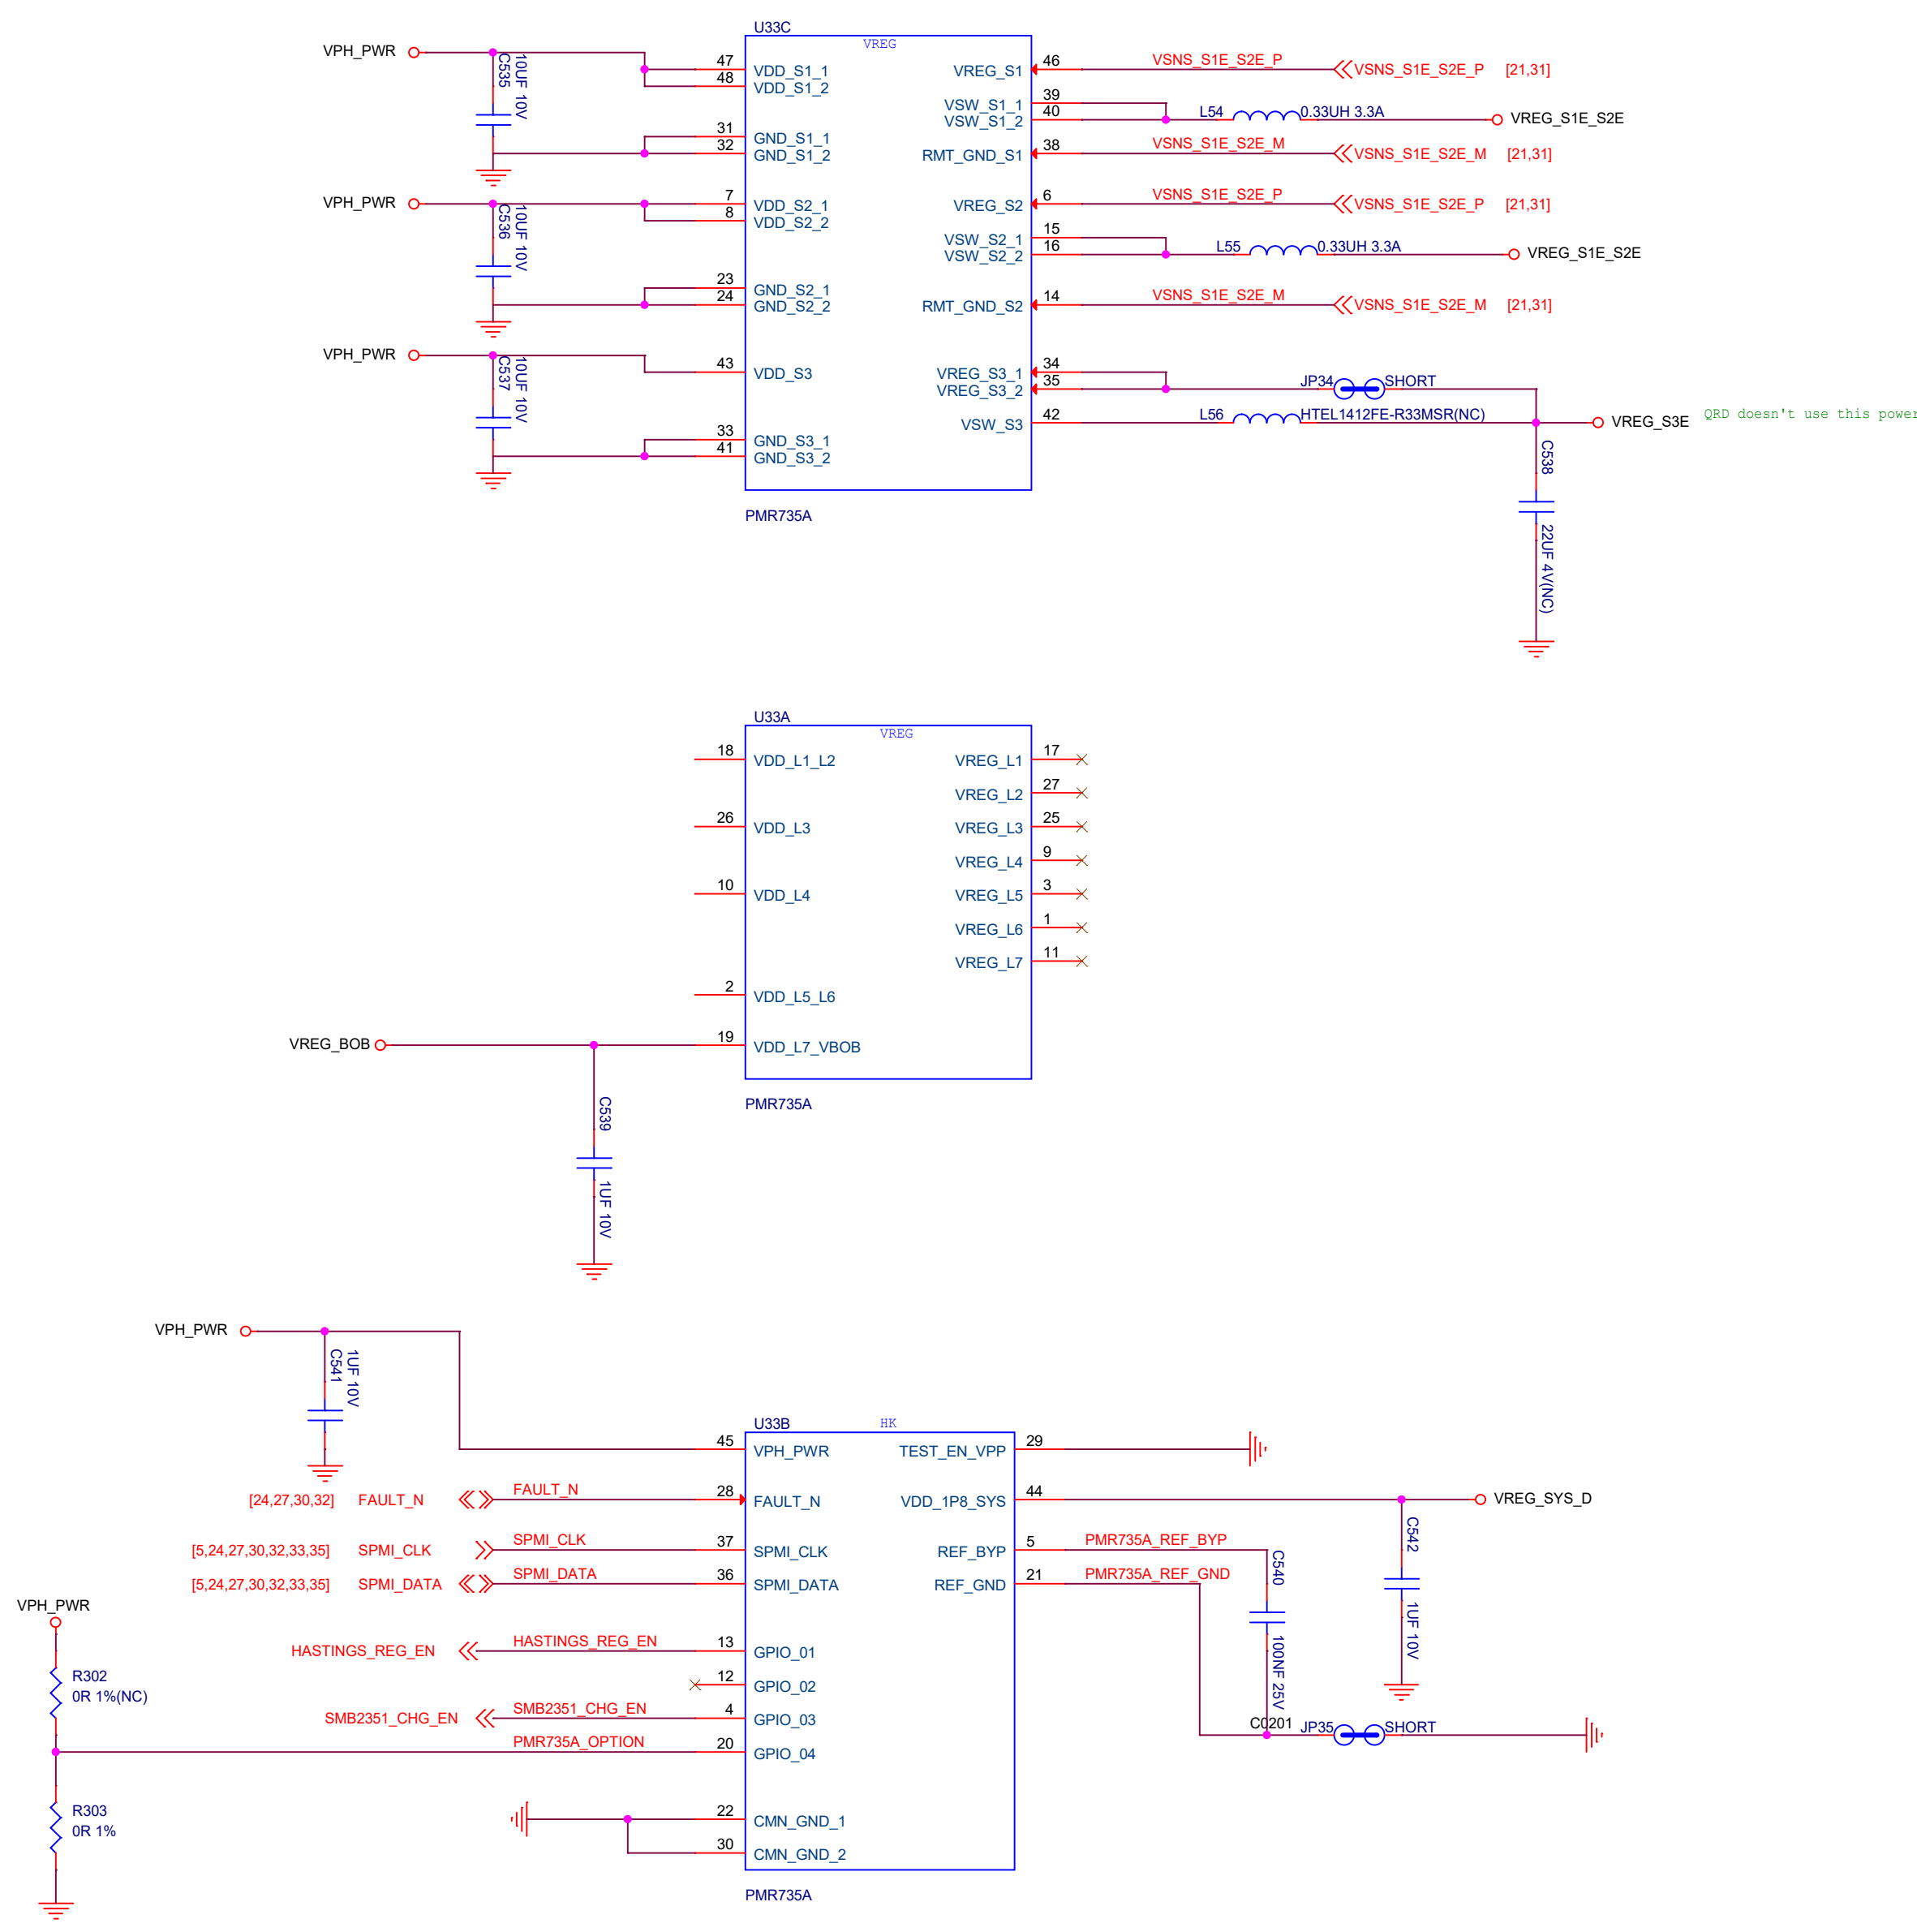 U33C
VREG
VPH_PWR
C535
10UF 10V
47 VDD_S1_1
48 VDD_S1_2
31 GND_S1_1
32 GND_S1_2
VPH_PWR
C536
10UF 10V
7 VDD_S2_1
8 VDD_S2_2
23 GND_S2_1
24 GND_S2_2
VPH_PWR
C537
10UF 10V
43 VDD_S3
33 GND_S3_1
41 GND_S3_2
VREG_S1 46 VSNS_S1E_S2E_P VSNS_S1E_S2E_P [21,31]
VSW_S1_1 39
VSW_S1_2 40 L54 0.33UH 3.3A VREG_S1E_S2E
RMT_GND_S1 38 VSNS_S1E_S2E_M VSNS_S1E_S2E_M [21,31]
VREG_S2 6 VSNS_S1E_S2E_P VSNS_S1E_S2E_P [21,31]
VSW_S2_1 15
VSW_S2_2 16 L55 0.33UH 3.3A VREG_S1E_S2E
RMT_GND_S2 14 VSNS_S1E_S2E_M VSNS_S1E_S2E_M [21,31]
VREG_S3_1 34
VREG_S3_2 35 JP34 SHORT
VSW_S3 42 L56 HTEL1412FE-R33MSR(NC) VREG_S3E QRD doesn't use this power
C538
22UF 4V(NC)
PMR735A
U33A
VREG
18 VDD_L1_L2
26 VDD_L3
10 VDD_L4
2 VDD_L5_L6
VREG_BOB 19 VDD_L7_VBOB
C539
1UF 10V
VREG_L1 17
VREG_L2 27
VREG_L3 25
VREG_L4 9
VREG_L5 3
VREG_L6 1
VREG_L7 11
PMR735A
VPH_PWR
C541
1UF 10V
U33B
HK
45 VPH_PWR
[24,27,30,32] FAULT_N FAULT_N 28 FAULT_N
[5,24,27,30,32,33,35] SPMI_CLK SPMI_CLK 37 SPMI_CLK
[5,24,27,30,32,33,35] SPMI_DATA SPMI_DATA 36 SPMI_DATA
HASTINGS_REG_EN HASTINGS_REG_EN 13 GPIO_01
12 GPIO_02
SMB2351_CHG_EN SMB2351_CHG_EN 4 GPIO_03
PMR735A_OPTION 20 GPIO_04
22 CMN_GND_1
30 CMN_GND_2
VPH_PWR
R302
0R 1%(NC)
R303
0R 1%
TEST_EN_VPP 29
VDD_1P8_SYS 44 VREG_SYS_D
REF_BYP 5 PMR735A_REF_BYP
REF_GND 21 PMR735A_REF_GND
C540
100NF 25V
C0201
C542
1UF 10V
JP35 SHORT
PMR735A